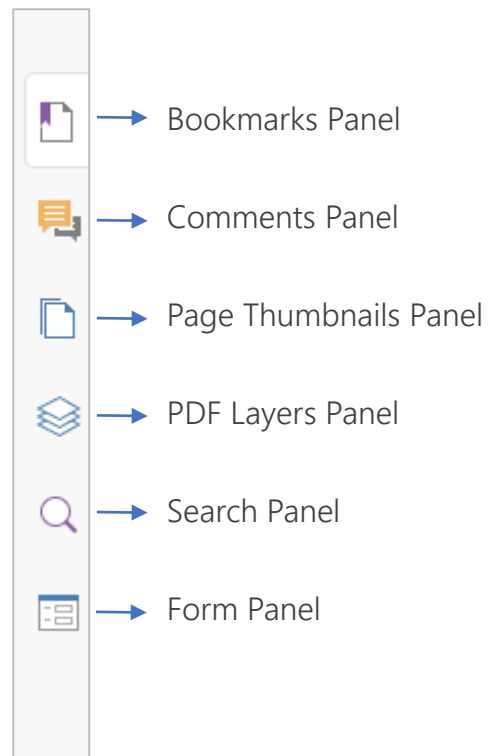 Bookmarks Panel
Comments Panel
Page Thumbnails Panel
PDF Layers Panel
Search Panel
Form Panel